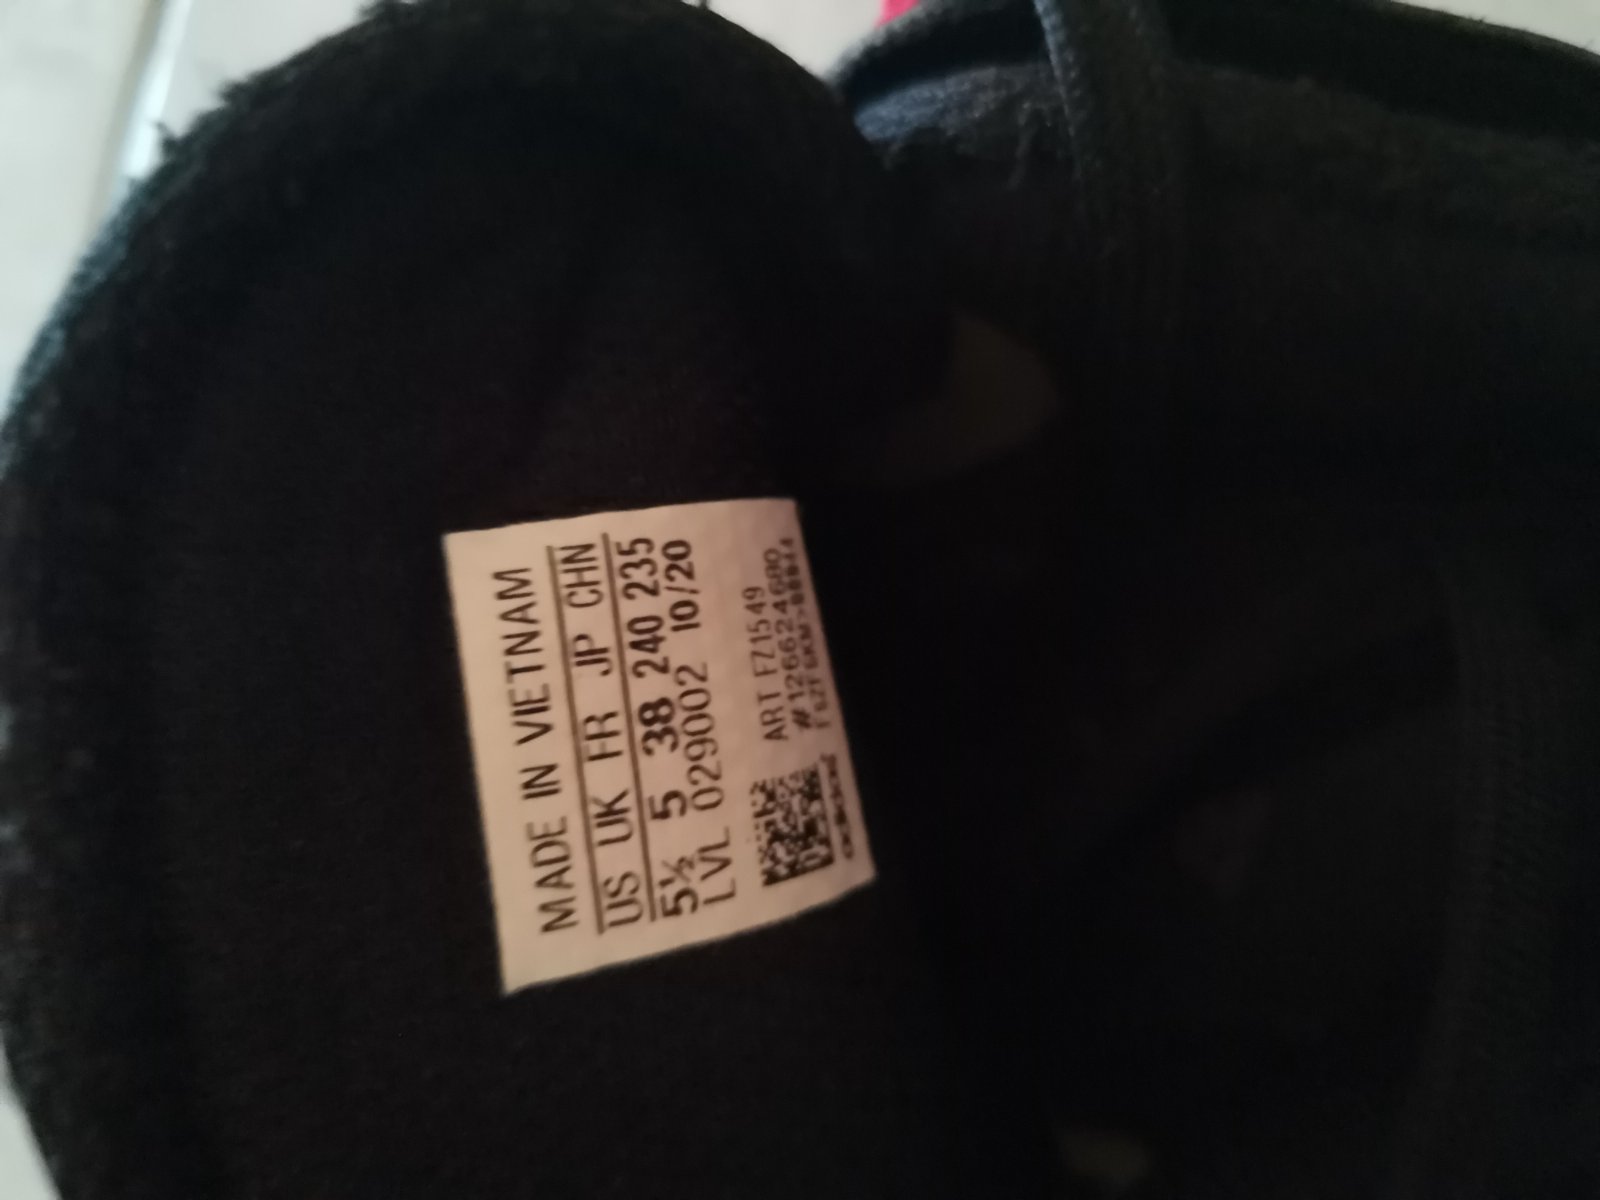 MADE IN VIETNAM
US UK FR JP CHN
5½ 5 38 240 235
LVL 029002 10/20
ART FZ1549
#126624680